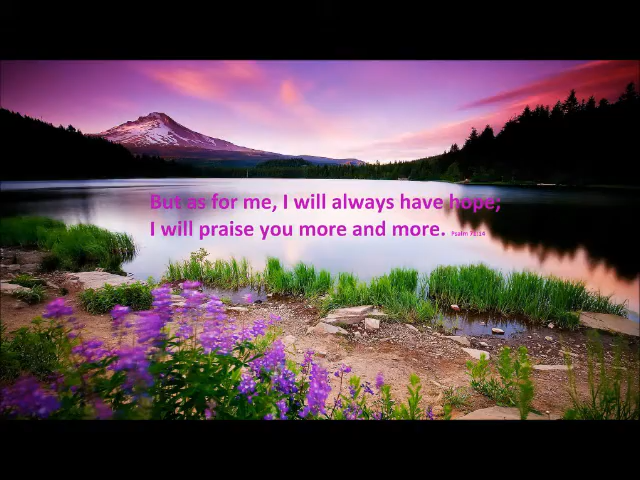 But as for me, I will always have hope;
I will praise you more and more. Psalm 71:14